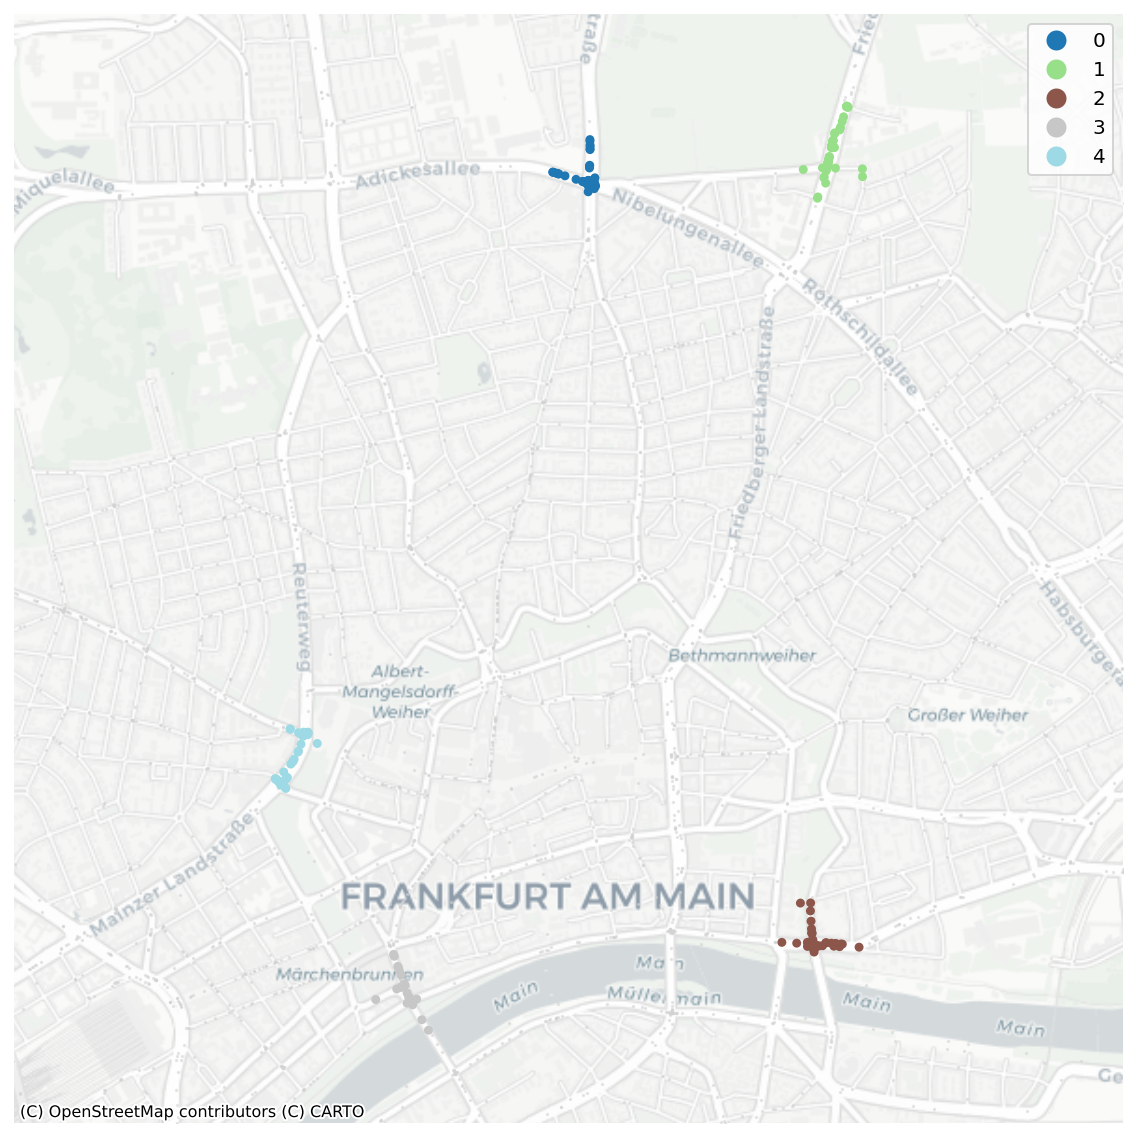 traße
Fried
0
1
2
3
4
Miquelallee
Adickesallee
Nibelungenallee
Rothschildallee
Friedberger Landstraße
Reuterweg
Habsburgera
Albert-
Mangelsdorff-
Weiher
Bethmannweiher
Großer Weiher
Mainzer Landstraße
FRANKFURT AM MAIN
Märchenbrunnen
Main
Main
Müllermain
Main
Main
Ge
(C) OpenStreetMap contributors (C) CARTO